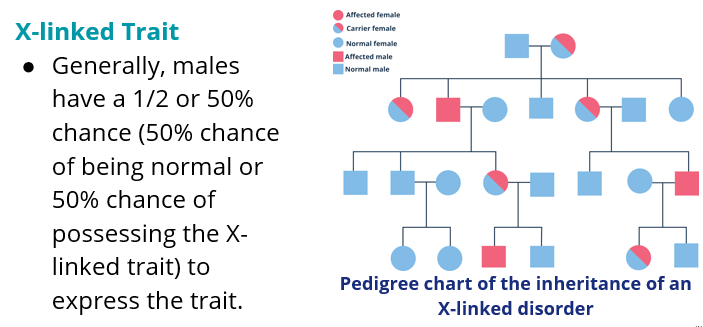 X-linked Trait
● Generally, males
have a 1/2 or 50%
chance (50% chance
of being normal or
50% chance of
possessing the X-
linked trait) to
express the trait.
Affected female
Carrier female
Normal female
Affected male
Normal male
Pedigree chart of the inheritance of an
X-linked disorder